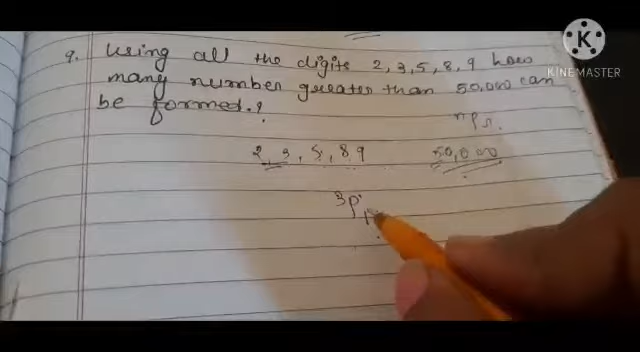 9. Using all the digits 2, 3, 5, 8, 9 how
many number greater than 50,000 can
be formed.?
ⁿPr.
2, 3, 5, 8 9 50,000
³P₁
KINEMASTER